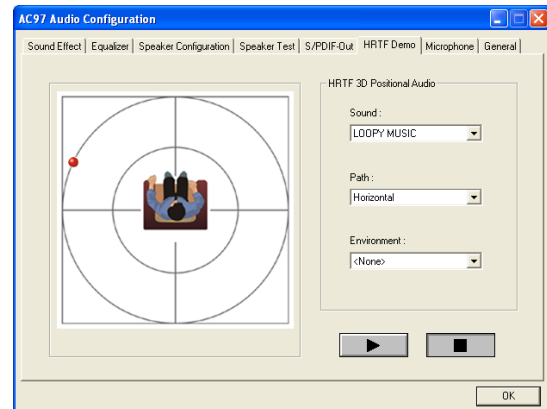 AC97 Audio Configuration
Sound Effect Equalizer Speaker Configuration Speaker Test S/PDIF-Out HRTF Demo Microphone General
HRTF 3D Positional Audio
Sound :
LOOPY MUSIC
Path :
Horizontal
Environment :
<None>
OK